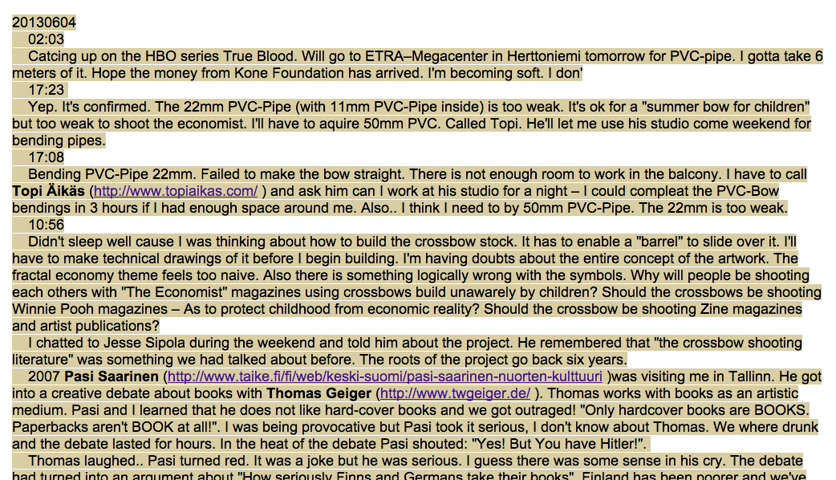 20130604
02:03
Catcing up on the HBO series True Blood. Will go to ETRA–Megacenter in Herttoniemi tomorrow for PVC-pipe. I gotta take 6
meters of it. Hope the money from Kone Foundation has arrived. I'm becoming soft. I don'
17:23
Yep. It's confirmed. The 22mm PVC-Pipe (with 11mm PVC-Pipe inside) is too weak. It's ok for a "summer bow for children"
but too weak to shoot the economist. I'll have to aquire 50mm PVC. Called Topi. He'll let me use his studio come weekend for
bending pipes.
17:08
Bending PVC-Pipe 22mm. Failed to make the bow straight. There is not enough room to work in the balcony. I have to call
Topi Äikäs (http://www.topiaikas.com/ ) and ask him can I work at his studio for a night – I could compleat the PVC-Bow
bendings in 3 hours if I had enough space around me. Also.. I think I need to by 50mm PVC-Pipe. The 22mm is too weak.
10:56
Didn't sleep well cause I was thinking about how to build the crossbow stock. It has to enable a "barrel" to slide over it. I'll
have to make technical drawings of it before I begin building. I'm having doubts about the entire concept of the artwork. The
fractal economy theme feels too naive. Also there is something logically wrong with the symbols. Why will people be shooting
each others with "The Economist" magazines using crossbows build unawarely by children? Should the crossbows be shooting
Winnie Pooh magazines – As to protect childhood from economic reality? Should the crossbow be shooting Zine magazines
and artist publications?
I chatted to Jesse Sipola during the weekend and told him about the project. He remembered that "the crossbow shooting
literature" was something we had talked about before. The roots of the project go back six years.
2007 Pasi Saarinen (http://www.taike.fi/fi/web/keski-suomi/pasi-saarinen-nuorten-kulttuuri )was visiting me in Tallinn. He got
into a creative debate about books with Thomas Geiger (http://www.twgeiger.de/ ). Thomas works with books as an artistic
medium. Pasi and I learned that he does not like hard-cover books and we got outraged! "Only hardcover books are BOOKS.
Paperbacks aren't BOOK at all!". I was being provocative but Pasi took it serious, I don't know about Thomas. We where drunk
and the debate lasted for hours. In the heat of the debate Pasi shouted: "Yes! But You have Hitler!".
Thomas laughed.. Pasi turned red. It was a joke but he was serious. I guess there was some sense in his cry. The debate
had turned into an argument about "How seriously Finns and Germans take their books". Finland has been poorer and we've